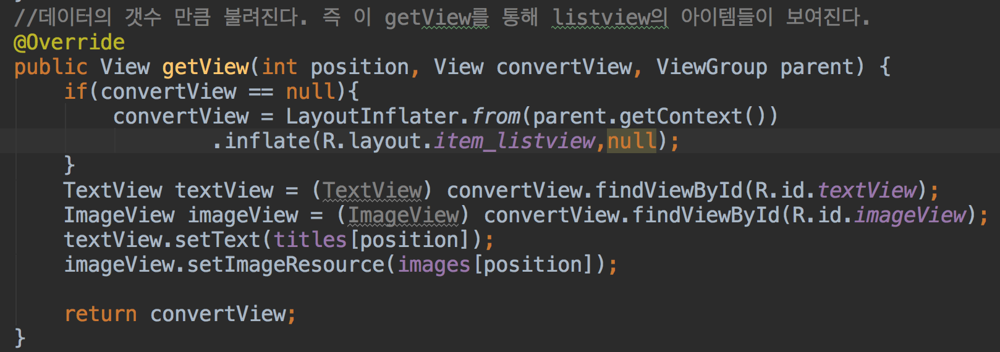 //데이터의 갯수 만큼 불려진다. 즉 이 getView를 통해 listview의 아이템들이 보여진다.
@Override
public View getView(int position, View convertView, ViewGroup parent) {
if(convertView == null){
convertView = LayoutInflater.from(parent.getContext())
.inflate(R.layout.item_listview,null);
}
TextView textView = (TextView) convertView.findViewById(R.id.textView);
ImageView imageView = (ImageView) convertView.findViewById(R.id.imageView);
textView.setText(titles[position]);
imageView.setImageResource(images[position]);
return convertView;
}